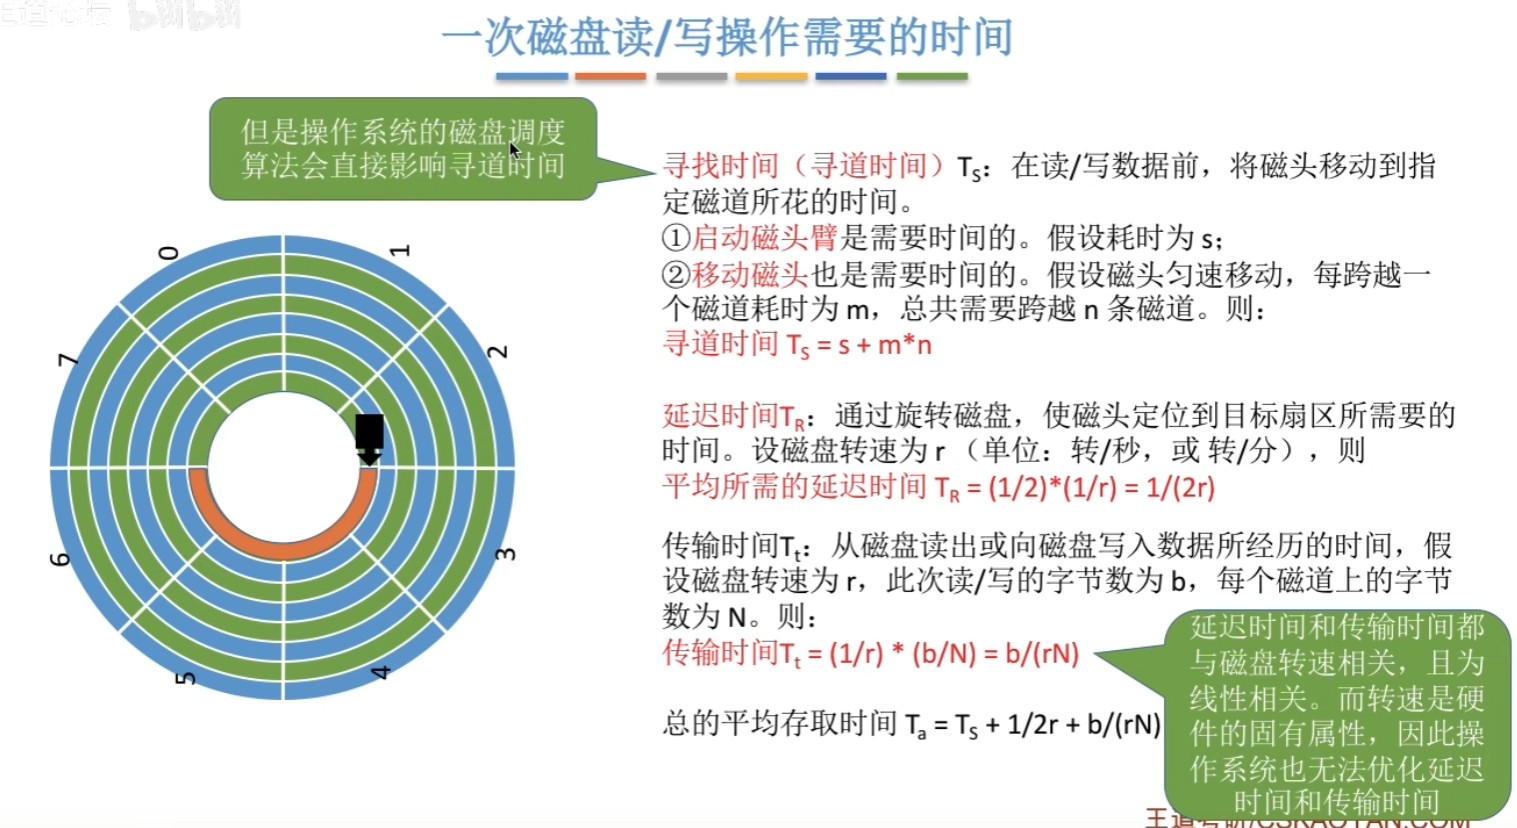 一次磁盘读/写操作需要的时间
但是操作系统的磁盘调度
算法会直接影响寻道时间
寻找时间（寻道时间）TS：在读/写数据前，将磁头移动到指
定磁道所花的时间。
①启动磁头臂是需要时间的。假设耗时为 s；
②移动磁头也是需要时间的。假设磁头匀速移动，每跨越一
个磁道耗时为 m，总共需要跨越 n 条磁道。则：
寻道时间 TS = s + m*n
延迟时间TR：通过旋转磁盘，使磁头定位到目标扇区所需要的
时间。设磁盘转速为 r（单位：转/秒，或 转/分），则
平均所需的延迟时间 TR = (1/2)*(1/r) = 1/(2r)
传输时间Tt：从磁盘读出或向磁盘写入数据所经历的时间，假
设磁盘转速为 r，此次读/写的字节数为 b，每个磁道上的字节
数为 N。则：
传输时间Tt = (1/r) * (b/N) = b/(rN)
总的平均存取时间 Ta = TS + 1/2r + b/(rN)
延迟时间和传输时间都
与磁盘转速相关，且为
线性相关。而转速是硬
件的固有属性，因此操
作系统也无法优化延迟
时间和传输时间
0
1
2
3
4
5
6
7
bilibili